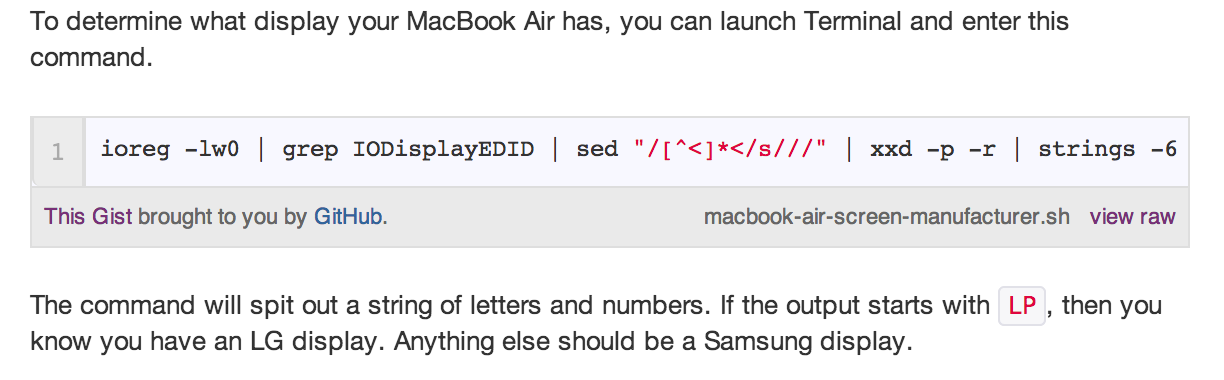 To determine what display your MacBook Air has, you can launch Terminal and enter this
command.
1 ioreg -lw0 | grep IODisplayEDID | sed "/[^<]*</s///" | xxd -p -r | strings -6
This Gist brought to you by GitHub. macbook-air-screen-manufacturer.sh view raw
The command will spit out a string of letters and numbers. If the output starts with LP, then you
know you have an LG display. Anything else should be a Samsung display.